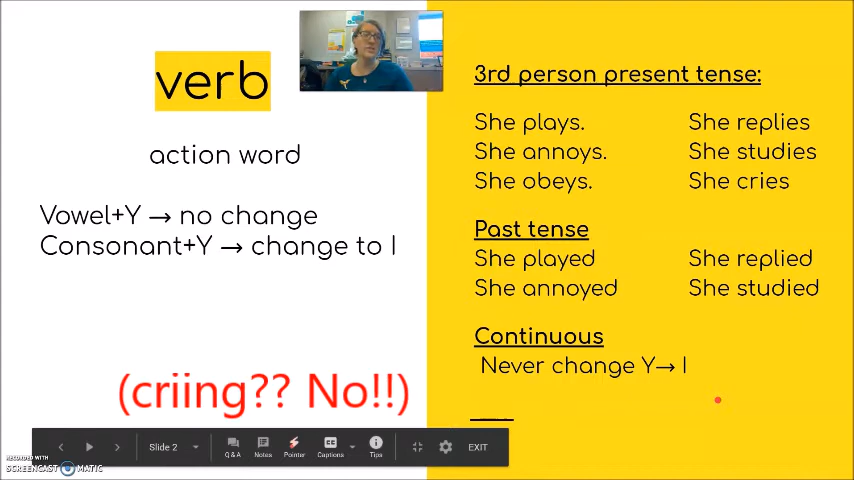 verb
action word
Vowel+Y → no change
Consonant+Y → change to I
(criing?? No!!)
3rd person present tense:
She plays. She replies
She annoys. She studies
She obeys. She cries
Past tense
She played She replied
She annoyed She studied
Continuous
Never change Y→ I
Slide 2
Q & A
Notes
Pointer
Captions
Tips
EXIT
RECORDED WITH
SCREENCAST MATIC